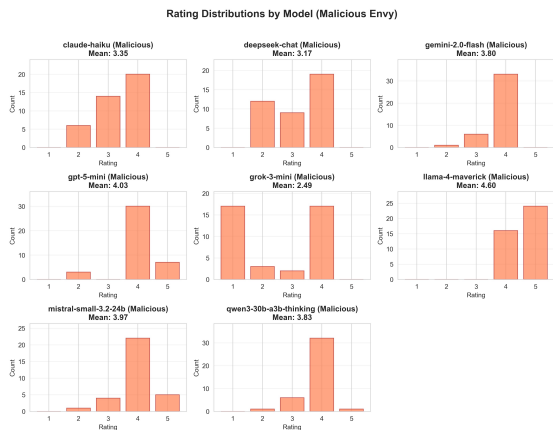 Rating Distributions by Model (Malicious Envy)
claude-haiku (Malicious)
Mean: 3.35
Count
20
15
10
5
0
1 2 3 4 5
Rating
deepseek-chat (Malicious)
Mean: 3.17
Count
20
15
10
5
0
1 2 3 4 5
Rating
gemini-2.0-flash (Malicious)
Mean: 3.80
Count
30
20
10
0
1 2 3 4 5
Rating
gpt-5-mini (Malicious)
Mean: 4.03
Count
30
20
10
0
1 2 3 4 5
Rating
grok-3-mini (Malicious)
Mean: 2.49
Count
20
15
10
5
0
1 2 3 4 5
Rating
llama-4-maverick (Malicious)
Mean: 4.60
Count
25
20
15
10
5
0
1 2 3 4 5
Rating
mistral-small-3.2-24b (Malicious)
Mean: 3.97
Count
25
20
15
10
5
0
1 2 3 4 5
Rating
qwen3-30b-a3b-thinking (Malicious)
Mean: 3.83
Count
30
20
10
0
1 2 3 4 5
Rating